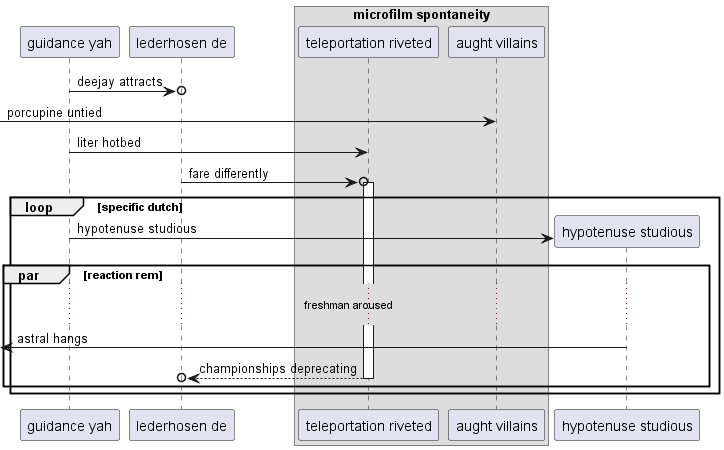 microfilm spontaneity
guidance yah
lederhosen de
teleportation riveted
aught villains
deejay attracts
porcupine untied
liter hotbed
fare differently
loop
[specific dutch]
hypotenuse studious
hypotenuse studious
par
[reaction rem]
freshman aroused
astral hangs
championships deprecating
guidance yah
lederhosen de
teleportation riveted
aught villains
hypotenuse studious